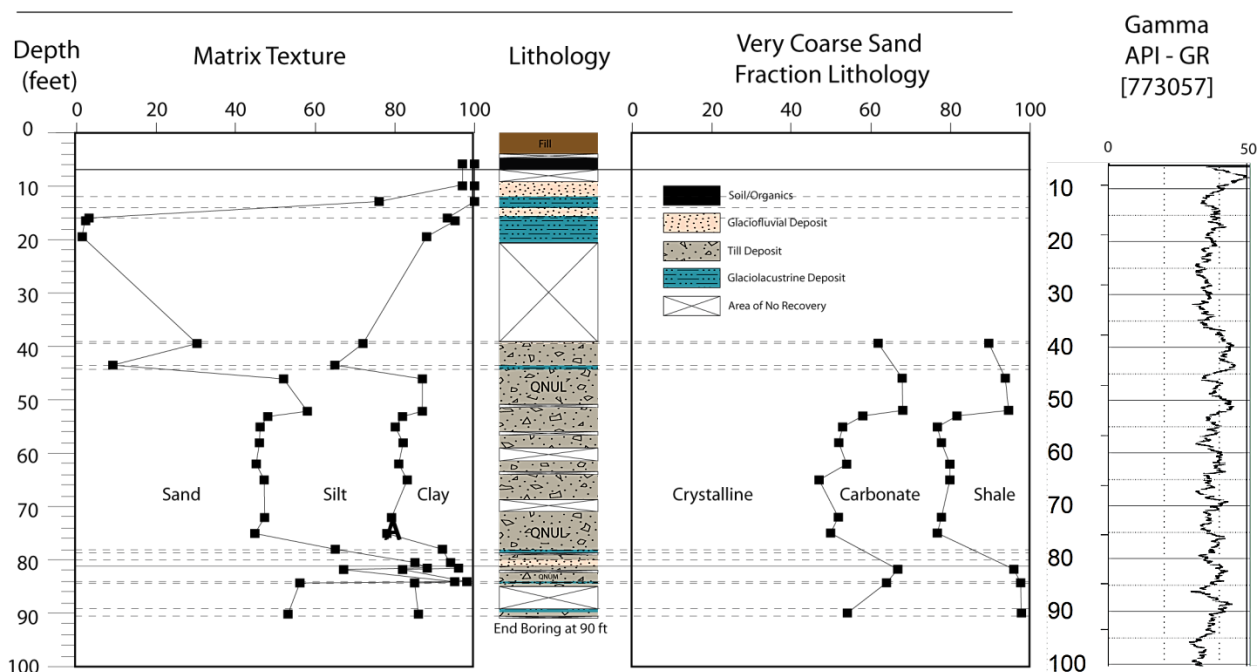 Depth
(feet)
Matrix Texture
Lithology
Very Coarse Sand
Fraction Lithology
Gamma
API - GR
[773057]
0 20 40 60 80 100
0 20 40 60 80 100
0 50
0
10
20
30
40
50
60
70
80
90
100
Fill
QNUL
QNUL
QNUM
End Boring at 90 ft
Sand
Silt
Clay
A
Soil/Organics
Glaciofluvial Deposit
Till Deposit
Glaciolacustrine Deposit
Area of No Recovery
Crystalline
Carbonate
Shale
10
20
30
40
50
60
70
80
90
100